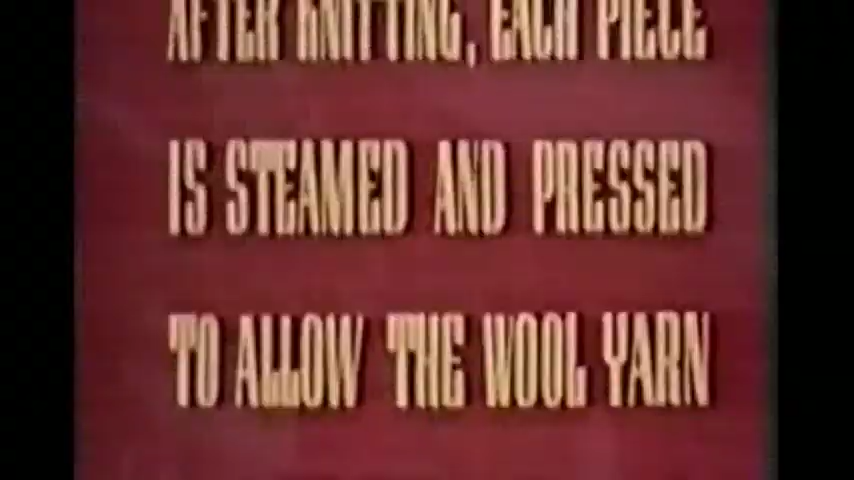 AFTER KNITTING, EACH PIECE
IS STEAMED AND PRESSED
TO ALLOW THE WOOL YARN